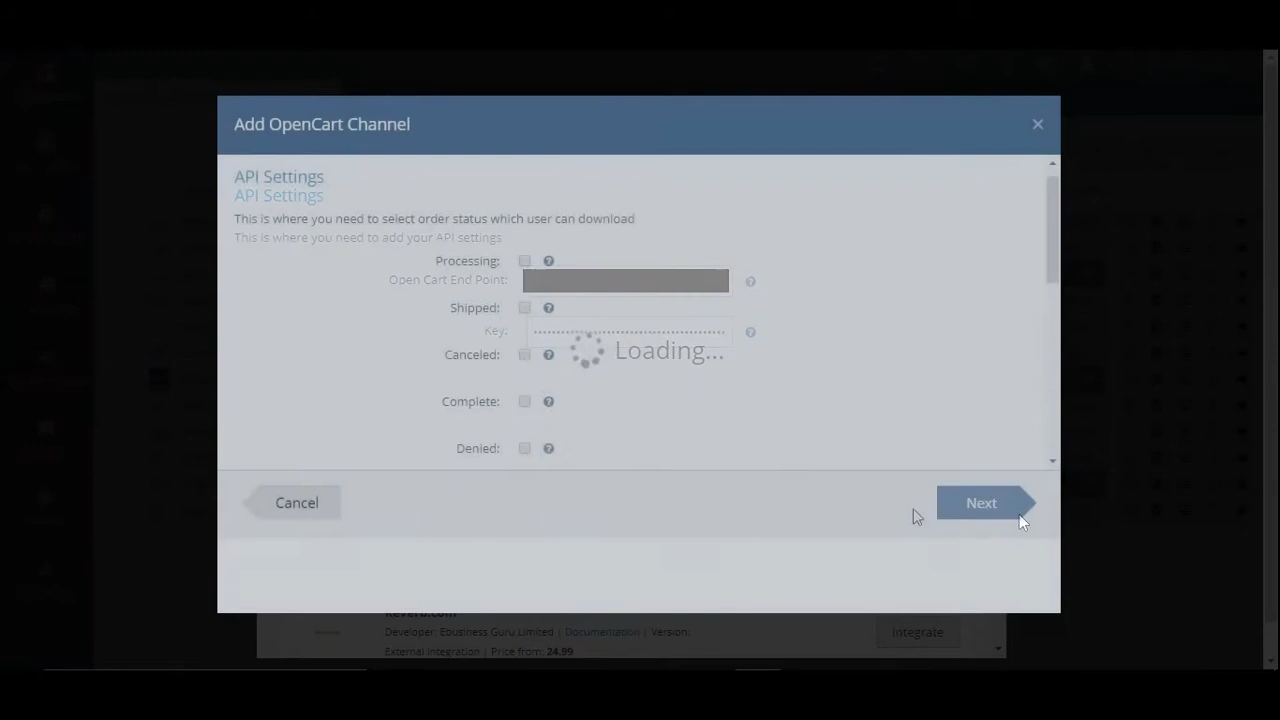 Add OpenCart Channel ×
API Settings
API Settings
This is where you need to select order status which user can download
This is where you need to add your API settings
Processing: ?
Open Cart End Point: ?
Shipped: ?
Key: ?
Loading...
Canceled: ?
Complete: ?
Denied: ?
Cancel
Next
Reverb.com
Developer: Ebusiness Guru Limited | Documentation | Version:
Integrate
External Integration | Price from: 24.99